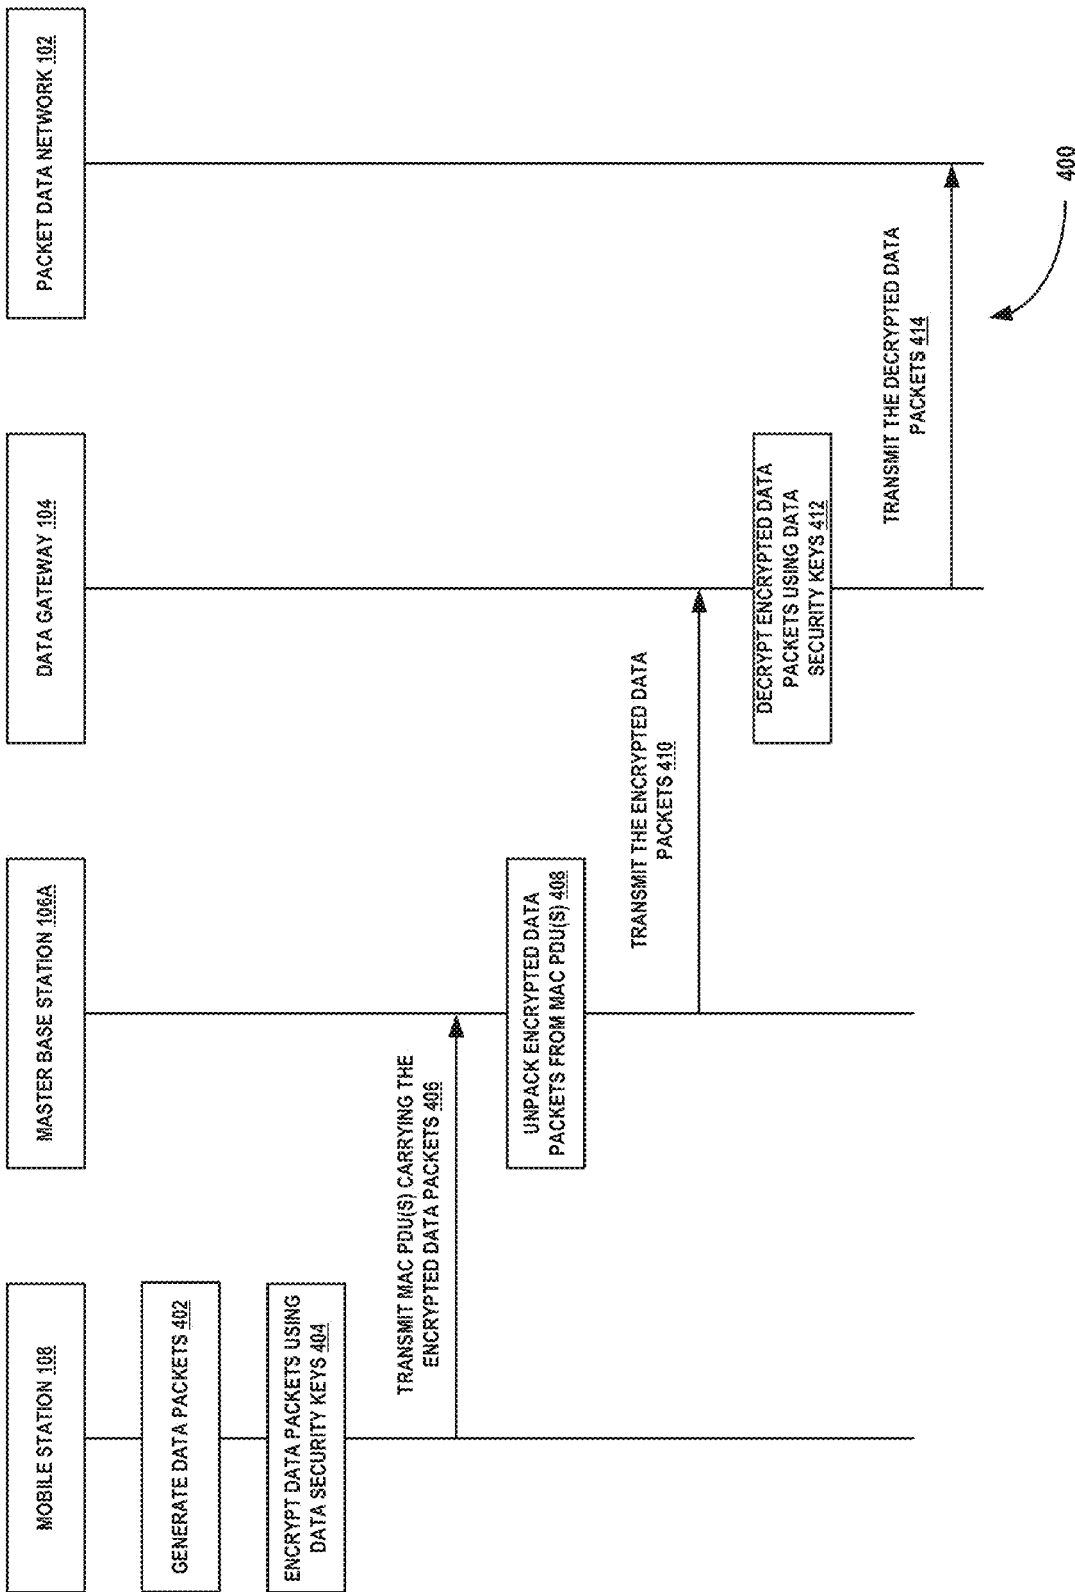 MOBILE STATION 108
MASTER BASE STATION 106A
DATA GATEWAY 104
PACKET DATA NETWORK 102
GENERATE DATA PACKETS 402
ENCRYPT DATA PACKETS USING
DATA SECURITY KEYS 404
TRANSMIT MAC PDU(S) CARRYING THE
ENCRYPTED DATA PACKETS 406
UNPACK ENCRYPTED DATA
PACKETS FROM MAC PDU(S) 408
TRANSMIT THE ENCRYPTED DATA
PACKETS 410
DECRYPT ENCRYPTED DATA
PACKETS USING DATA
SECURITY KEYS 412
TRANSMIT THE DECRYPTED DATA
PACKETS 414
400